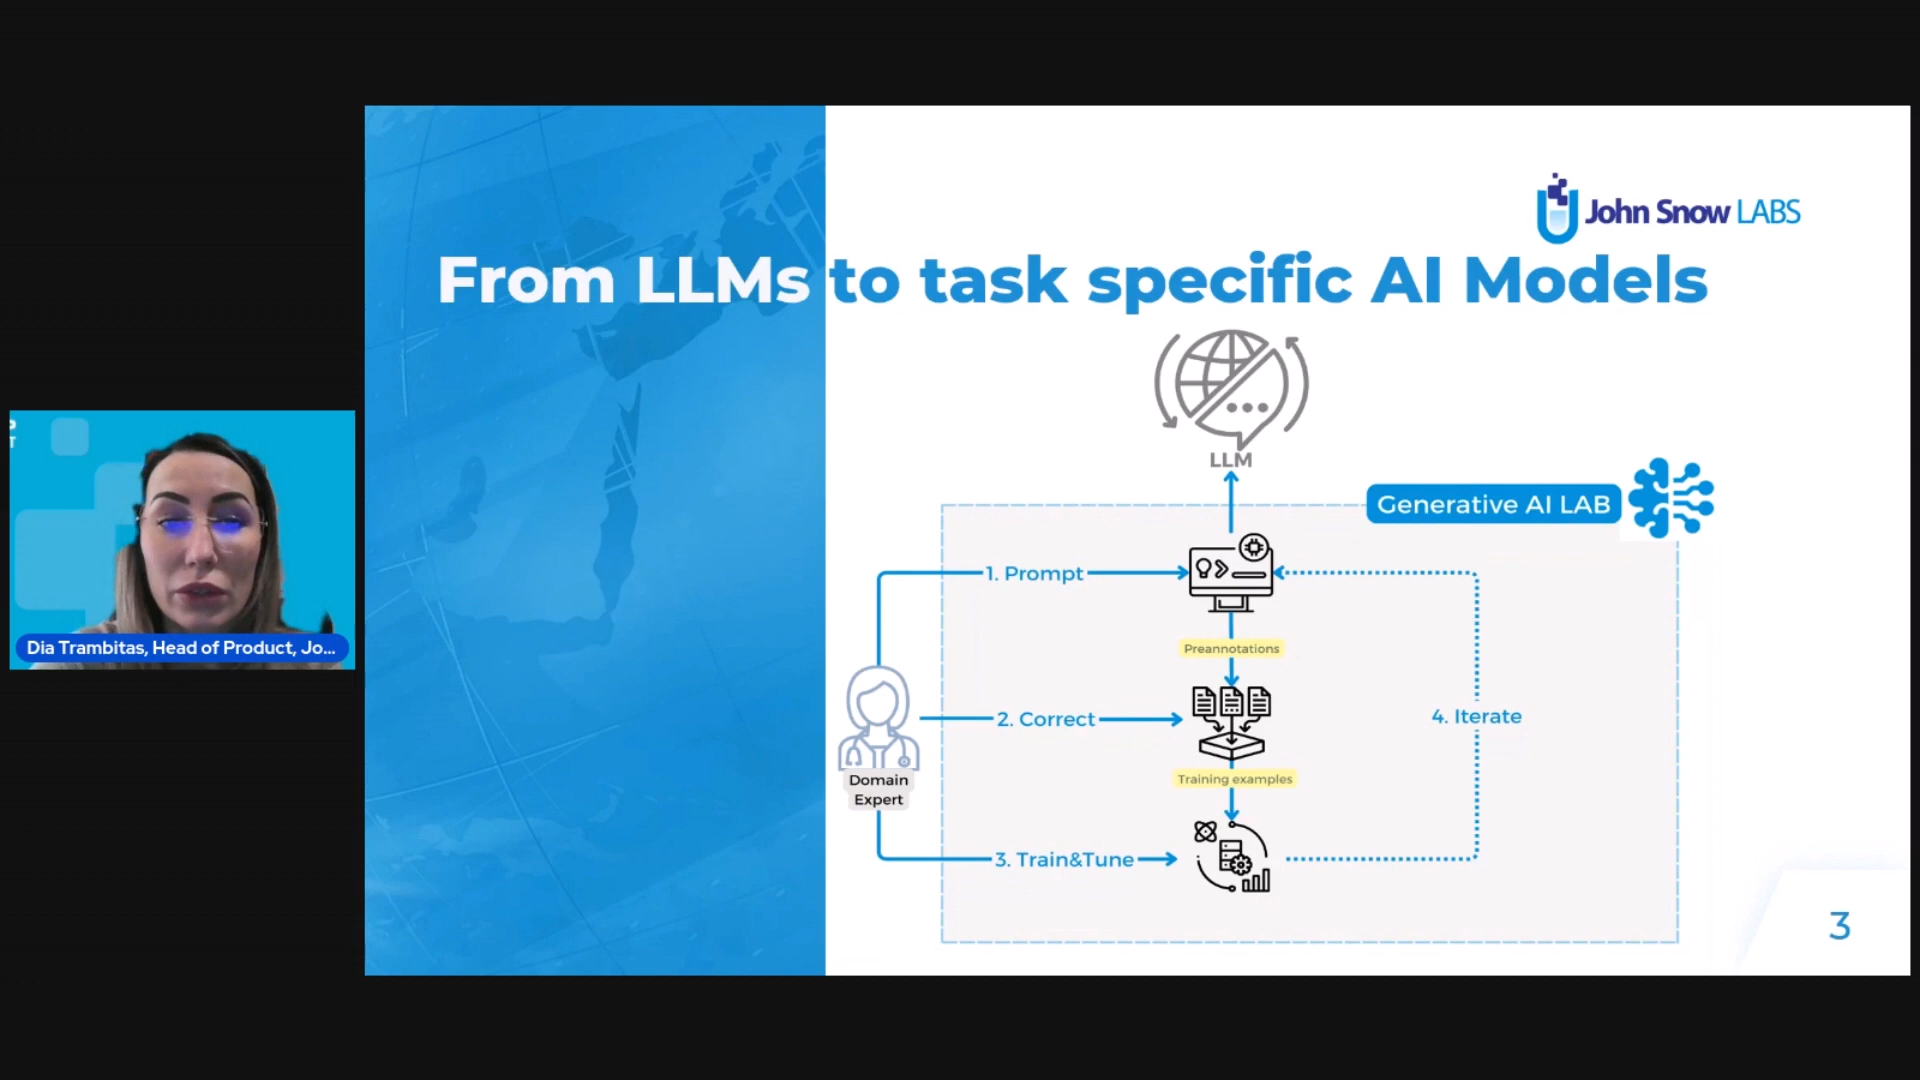 John Snow LABS
From LLMs to task specific AI Models
LLM
Generative AI LAB
1. Prompt
Preannotations
2. Correct
4. Iterate
Training examples
Domain
Expert
3. Train&Tune
3
P
T
Dia Trambitas, Head of Product, Jo...